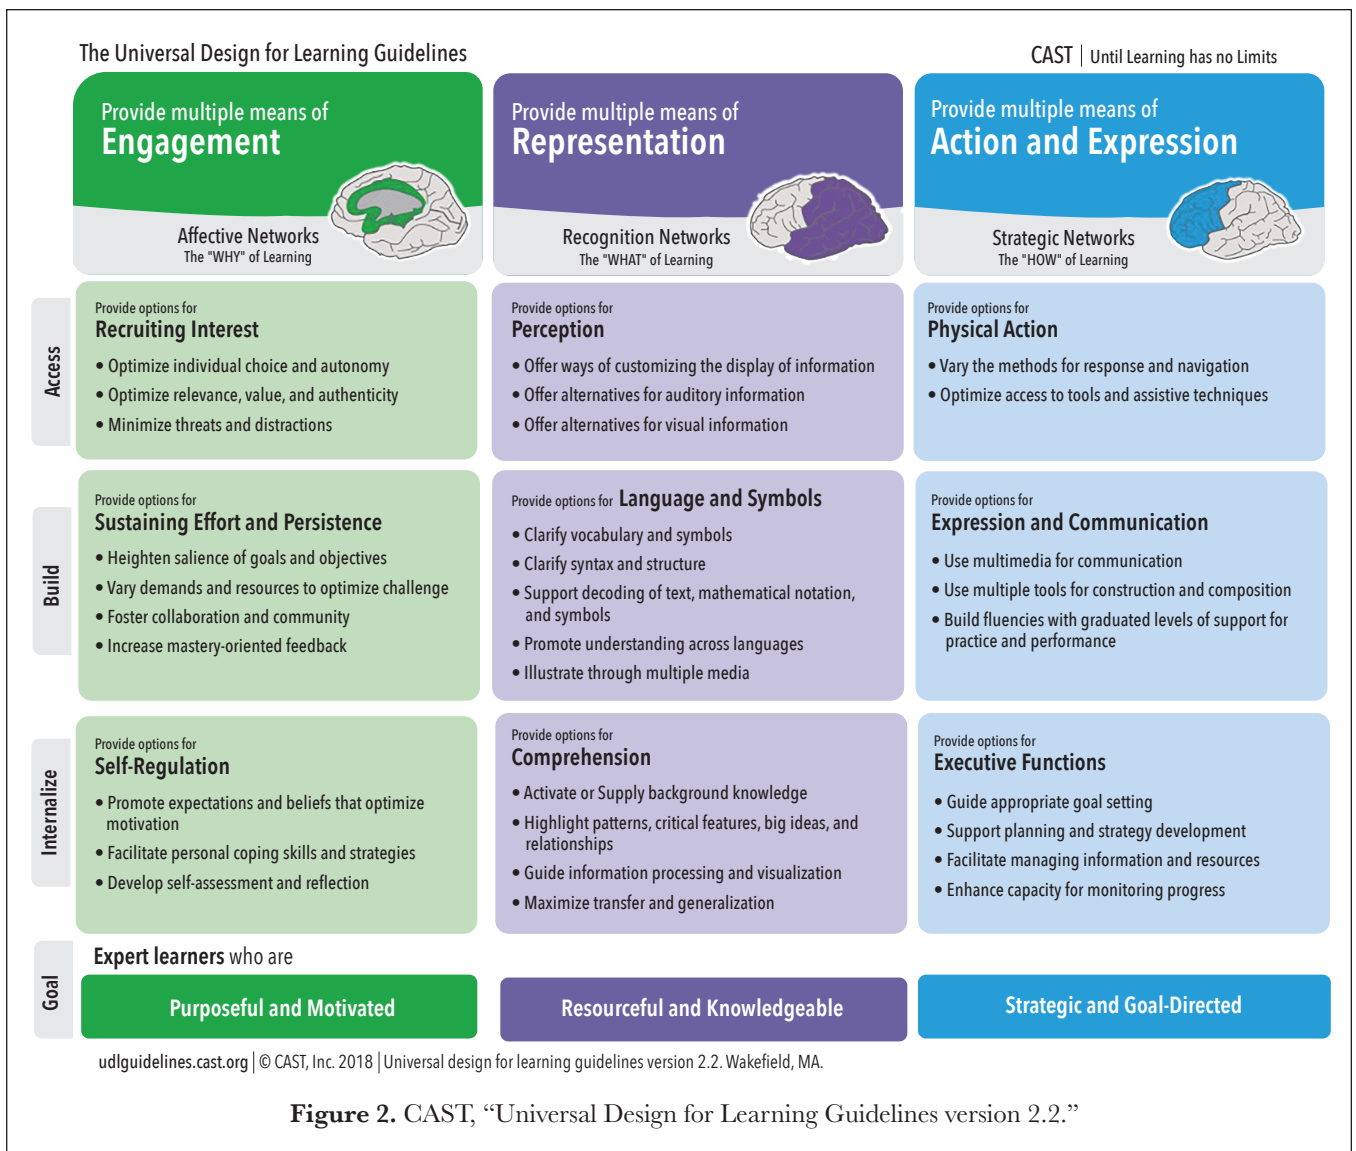 The Universal Design for Learning Guidelines
CAST | Until Learning has no Limits
Provide multiple means of
Engagement
Affective Networks
The "WHY" of Learning
Provide multiple means of
Representation
Recognition Networks
The "WHAT" of Learning
Provide multiple means of
Action and Expression
Strategic Networks
The "HOW" of Learning
Access
Provide options for
Recruiting Interest
• Optimize individual choice and autonomy
• Optimize relevance, value, and authenticity
• Minimize threats and distractions
Provide options for
Perception
• Offer ways of customizing the display of information
• Offer alternatives for auditory information
• Offer alternatives for visual information
Provide options for
Physical Action
• Vary the methods for response and navigation
• Optimize access to tools and assistive techniques
Build
Provide options for
Sustaining Effort and Persistence
• Heighten salience of goals and objectives
• Vary demands and resources to optimize challenge
• Foster collaboration and community
• Increase mastery-oriented feedback
Provide options for Language and Symbols
• Clarify vocabulary and symbols
• Clarify syntax and structure
• Support decoding of text, mathematical notation,
and symbols
• Promote understanding across languages
• Illustrate through multiple media
Provide options for
Expression and Communication
• Use multimedia for communication
• Use multiple tools for construction and composition
• Build fluencies with graduated levels of support for
practice and performance
Internalize
Provide options for
Self-Regulation
• Promote expectations and beliefs that optimize
motivation
• Facilitate personal coping skills and strategies
• Develop self-assessment and reflection
Provide options for
Comprehension
• Activate or Supply background knowledge
• Highlight patterns, critical features, big ideas, and
relationships
• Guide information processing and visualization
• Maximize transfer and generalization
Provide options for
Executive Functions
• Guide appropriate goal setting
• Support planning and strategy development
• Facilitate managing information and resources
• Enhance capacity for monitoring progress
Goal
Expert learners who are
Purposeful and Motivated
Resourceful and Knowledgeable
Strategic and Goal-Directed
udlguidelines.cast.org | © CAST, Inc. 2018 | Universal design for learning guidelines version 2.2. Wakefield, MA.
Figure 2. CAST, “Universal Design for Learning Guidelines version 2.2.”